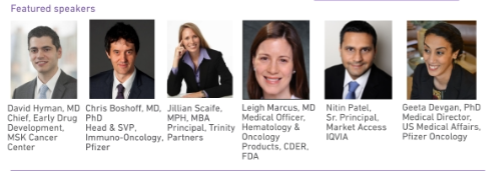 Featured speakers
David Hyman, MD
Chief, Early Drug
Development,
MSK Cancer
Center
Chris Boshoff, MD,
PhD
Head & SVP,
Immuno-Oncology,
Pfizer
Jillian Scaife,
MPH, MBA
Principal, Trinity
Partners
Leigh Marcus, MD
Medical Officer,
Hematology &
Oncology
Products, CDER,
FDA
Nitin Patel,
Sr. Principal,
Market Access
IQVIA
Geeta Devgan, PhD
Medical Director,
US Medical Affairs,
Pfizer Oncology